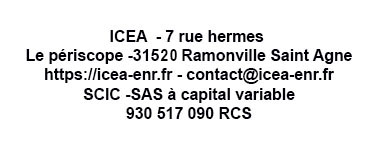 ICEA - 7 rue hermes
Le périscope -31520 Ramonville Saint Agne
https://icea-enr.fr - contact@icea-enr.fr
SCIC -SAS à capital variable
930 517 090 RCS